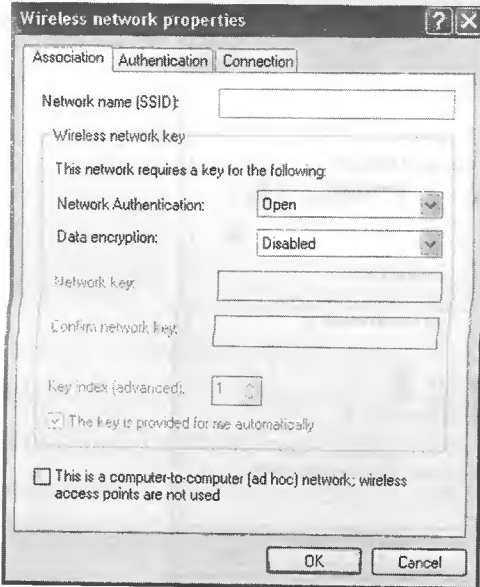 Wireless network properties
Association Authentication Connection
Network name (SSID):
Wireless network key
This network requires a key for the following:
Network Authentication: Open
Data encryption: Disabled
Network key:
Confirm network key:
Key index (advanced): 1
The key is provided for me automatically
This is a computer-to-computer (ad hoc) network; wireless
access points are not used
OK Cancel